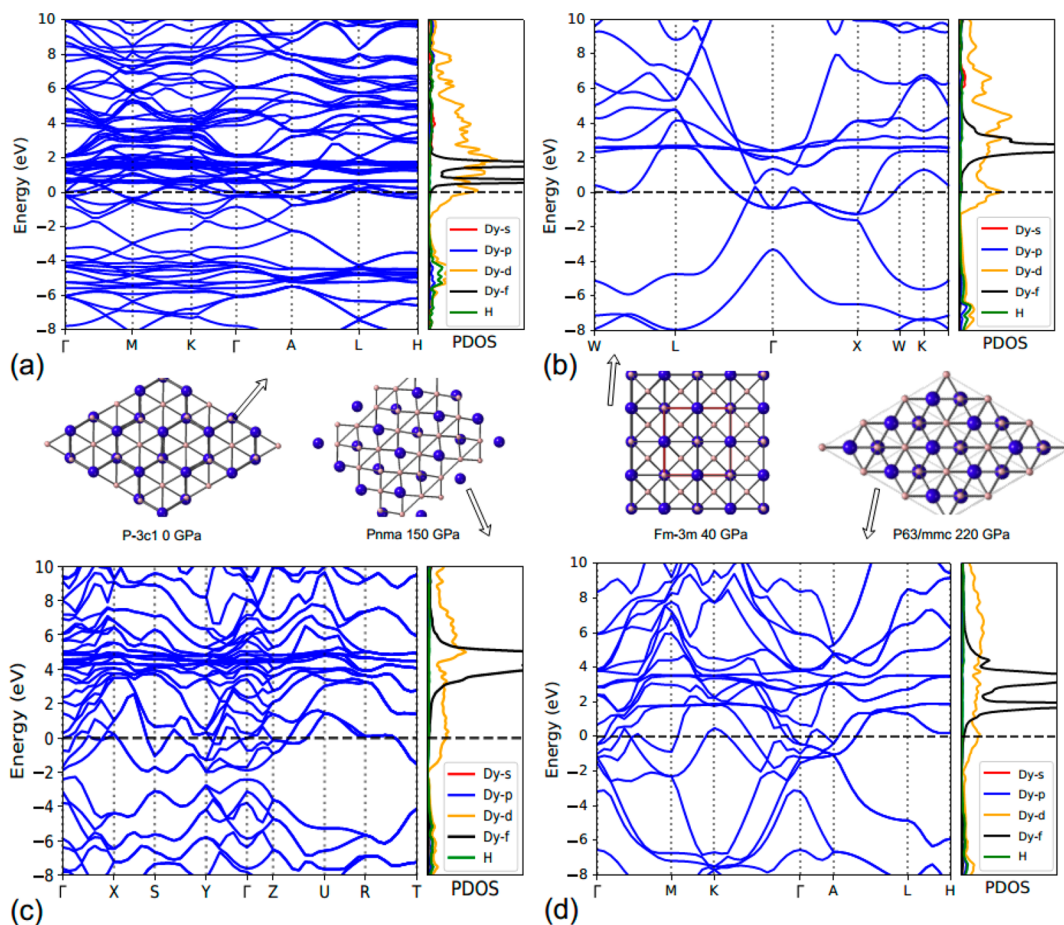 (a)
10
8
6
4
2
0
−2
−4
−6
−8
Energy (eV)
Γ M K Γ A L H
Dy-s
Dy-p
Dy-d
Dy-f
H
PDOS
(b)
10
8
6
4
2
0
−2
−4
−6
−8
Energy (eV)
W L Γ X W K
Dy-s
Dy-p
Dy-d
Dy-f
H
PDOS
P-3c1 0 GPa
Pnma 150 GPa
Fm-3m 40 GPa
P63/mmc 220 GPa
10
8
6
4
2
0
−2
−4
−6
−8
Energy (eV)
Γ X S Y Γ Z U R T
Dy-s
Dy-p
Dy-d
Dy-f
H
PDOS
(c)
10
8
6
4
2
0
−2
−4
−6
−8
Energy (eV)
Γ M K Γ A L H
Dy-s
Dy-p
Dy-d
Dy-f
H
PDOS
(d)